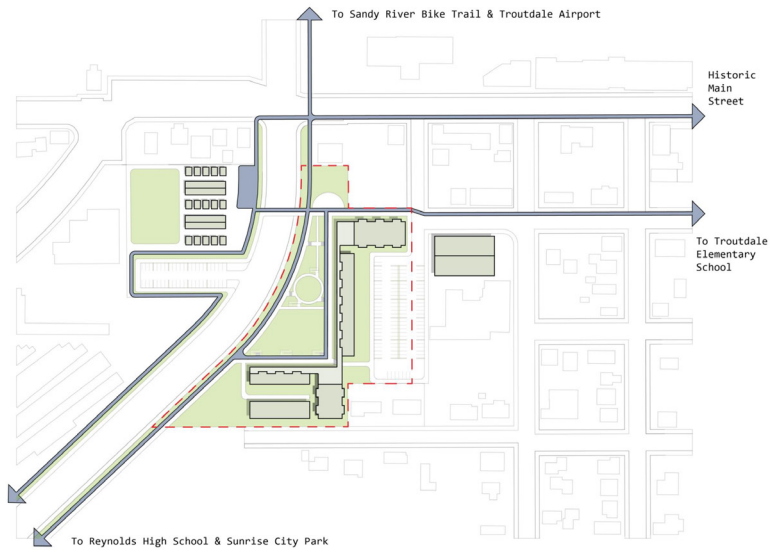 To Sandy River Bike Trail & Troutdale Airport
Historic
Main
Street
To Troutdale
Elementary
School
To Reynolds High School & Sunrise City Park